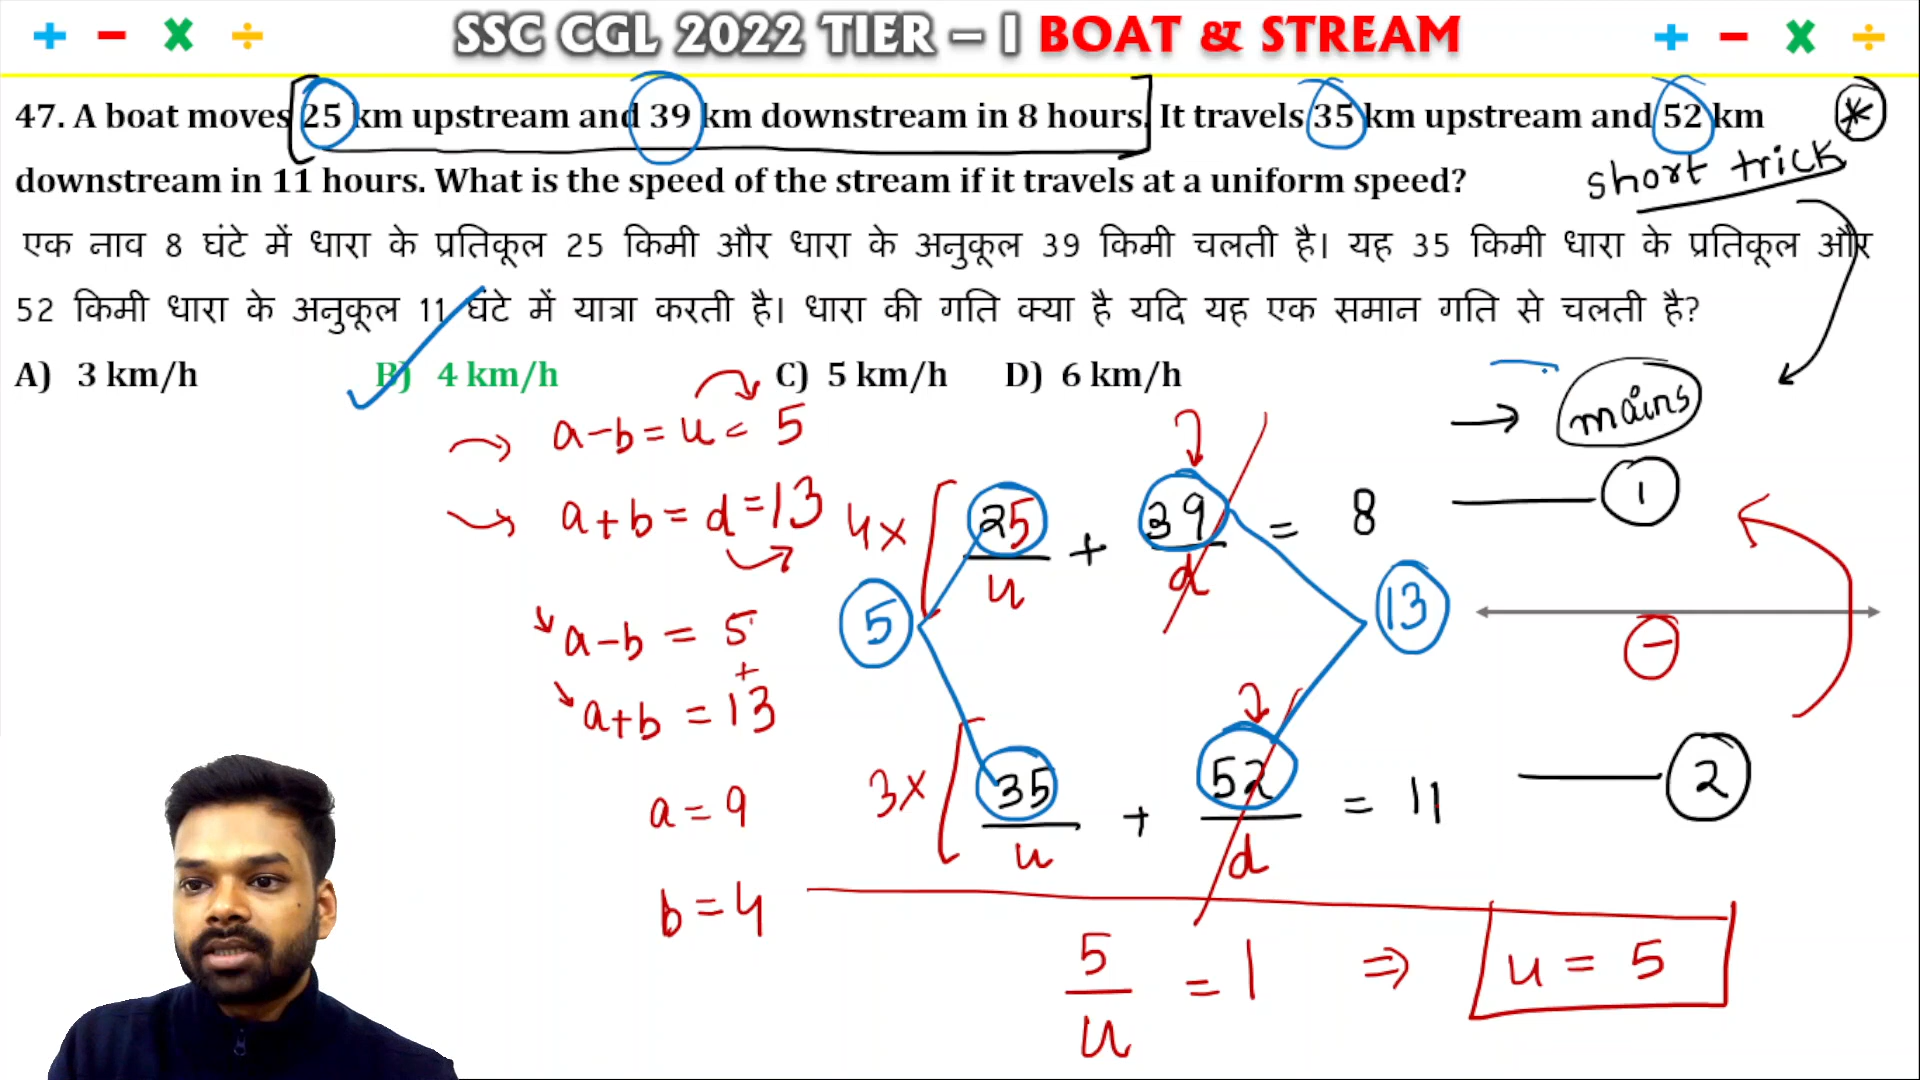 + - × ÷ SSC CGL 2022 TIER – I BOAT & STREAM + - × ÷
47. A boat moves 25 km upstream and 39 km downstream in 8 hours. It travels 35 km upstream and 52 km *
downstream in 11 hours. What is the speed of the stream if it travels at a uniform speed?
short trick
एक नाव 8 घंटे में धारा के प्रतिकूल 25 किमी और धारा के अनुकूल 39 किमी चलती है। यह 35 किमी धारा के प्रतिकूल और
52 किमी धारा के अनुकूल 11 घंटे में यात्रा करती है। धारा की गति क्या है यदि यह एक समान गति से चलती है?
A) 3 km/h B) 4 km/h C) 5 km/h D) 6 km/h
→ mains
a-b = u = 5
a+b = d = 13
4× 25/u + 39/d = 8 — 1
5 13
a-b = 5
+
a+b = 13
-
3× 35/u + 52/d = 11 — 2
a = 9
b = 4
5/u = 1 ⇒ u = 5